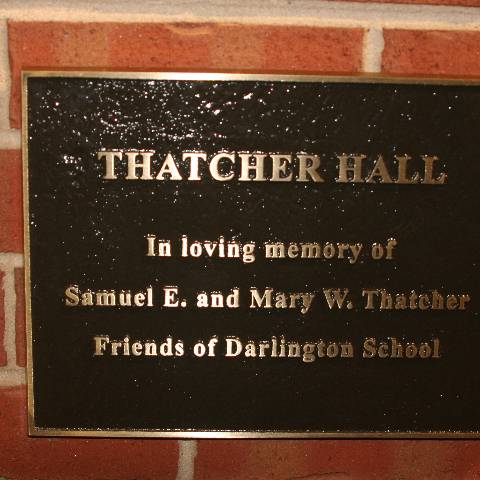 THATCHER HALL
In loving memory of
Samuel E. and Mary W. Thatcher
Friends of Darlington School